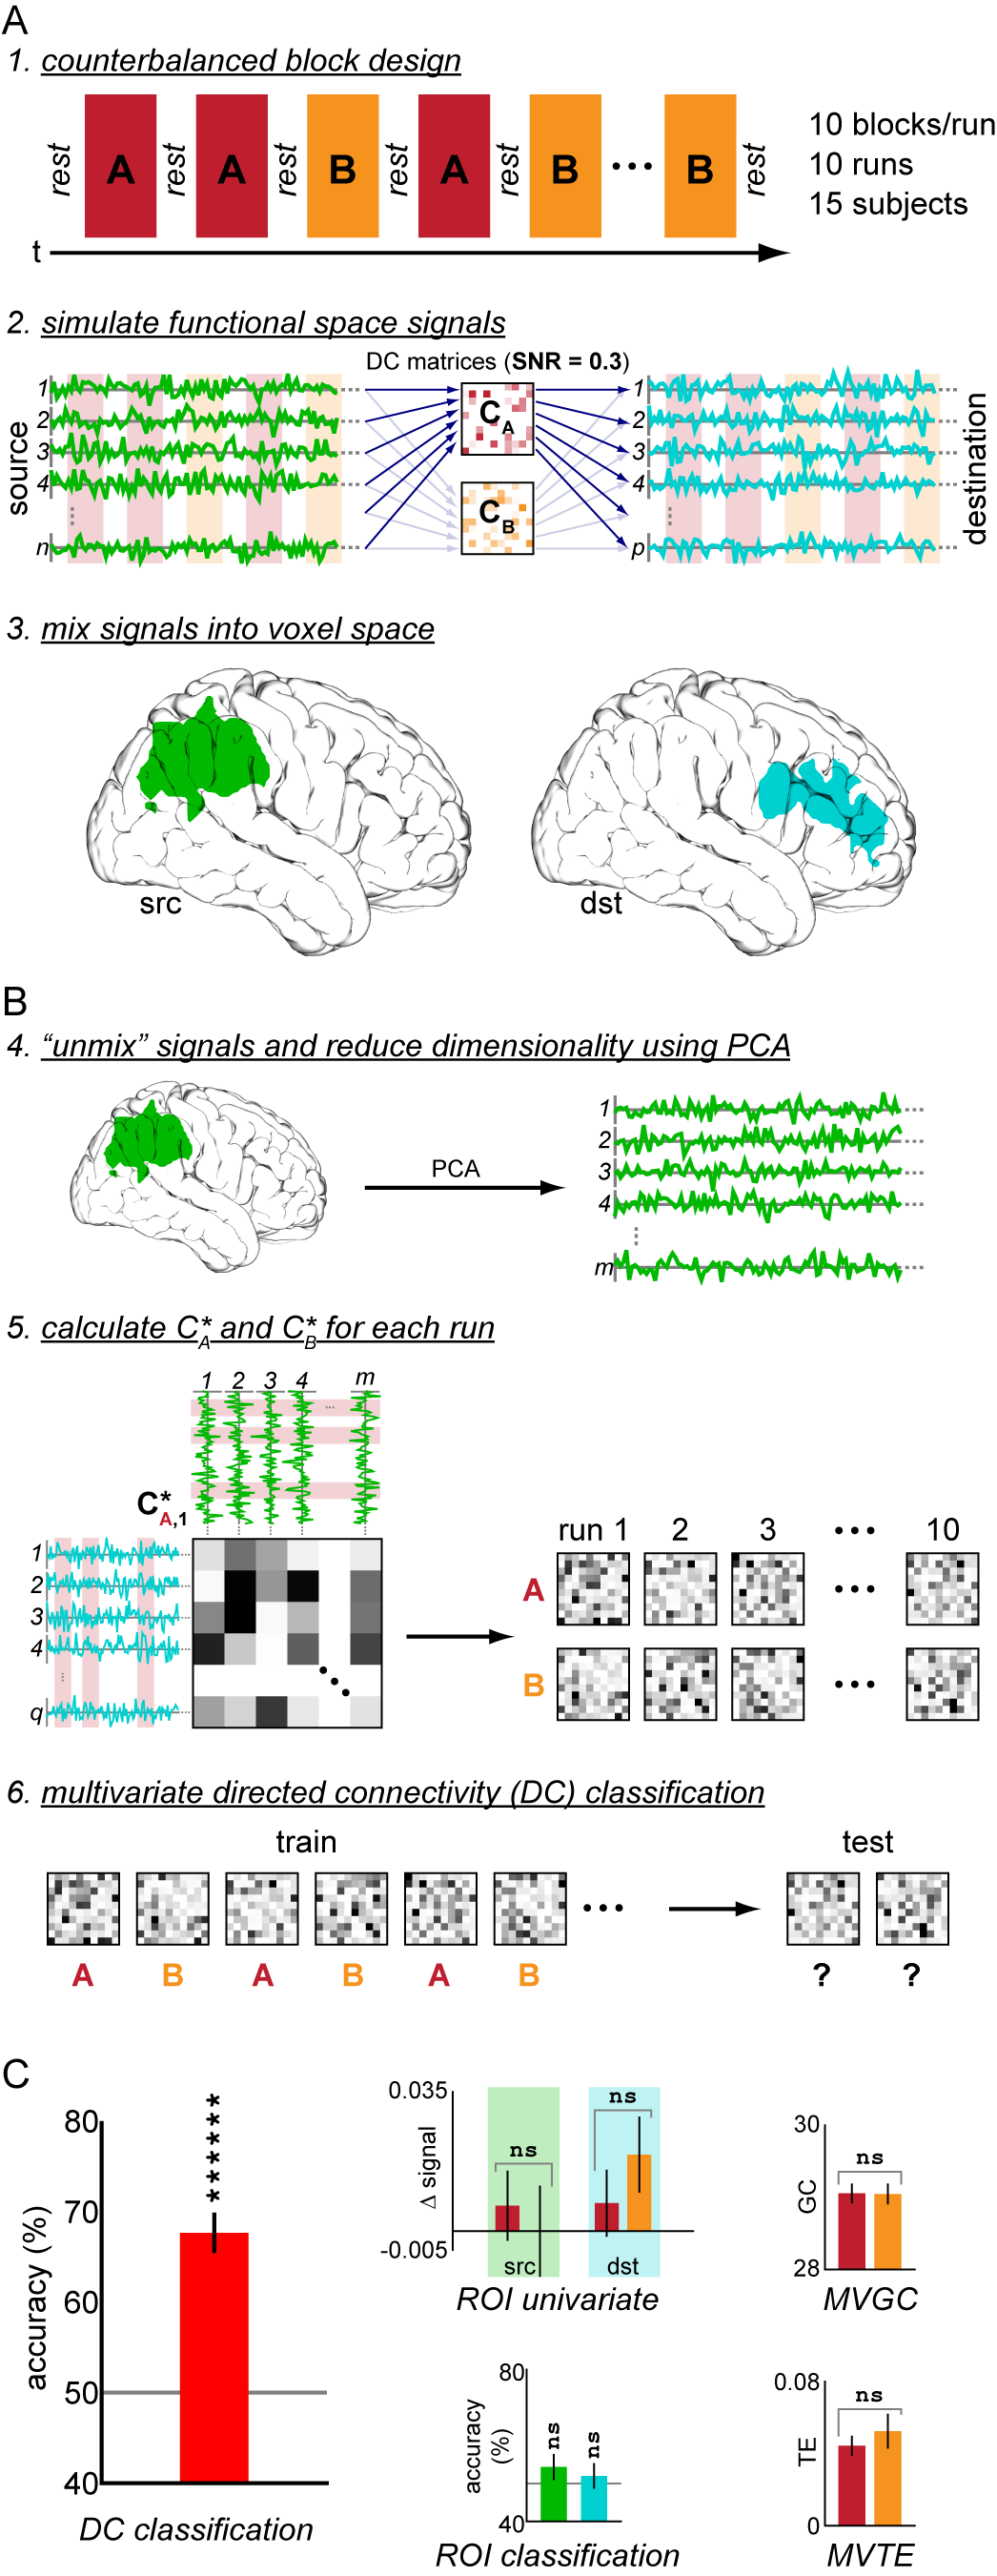 A
1. counterbalanced block design
rest A rest A rest B rest A rest B ••• B rest
10 blocks/run
10 runs
15 subjects
t
2. simulate functional space signals
DC matrices (SNR = 0.3)
source
1
2
3
4
n
C_A
C_B
1
2
3
4
p
destination
3. mix signals into voxel space
src
dst
B
4. “unmix” signals and reduce dimensionality using PCA
PCA
1
2
3
4
m
5. calculate C*_A and C*_B for each run
1 2 3 4 m
C*_A,1
1
2
3
4
q
run 1 2 3 ••• 10
A •••
B •••
6. multivariate directed connectivity (DC) classification
train
test
•••
A B A B A B ? ?
C
accuracy (%)
80
70
60
50
40
*******
DC classification
0.035
Δ signal
-0.005
ns
ns
src
dst
ROI univariate
30
GC
28
ns
MVGC
80
accuracy
(%)
40
ns
ns
ROI classification
0.08
TE
0
ns
MVTE